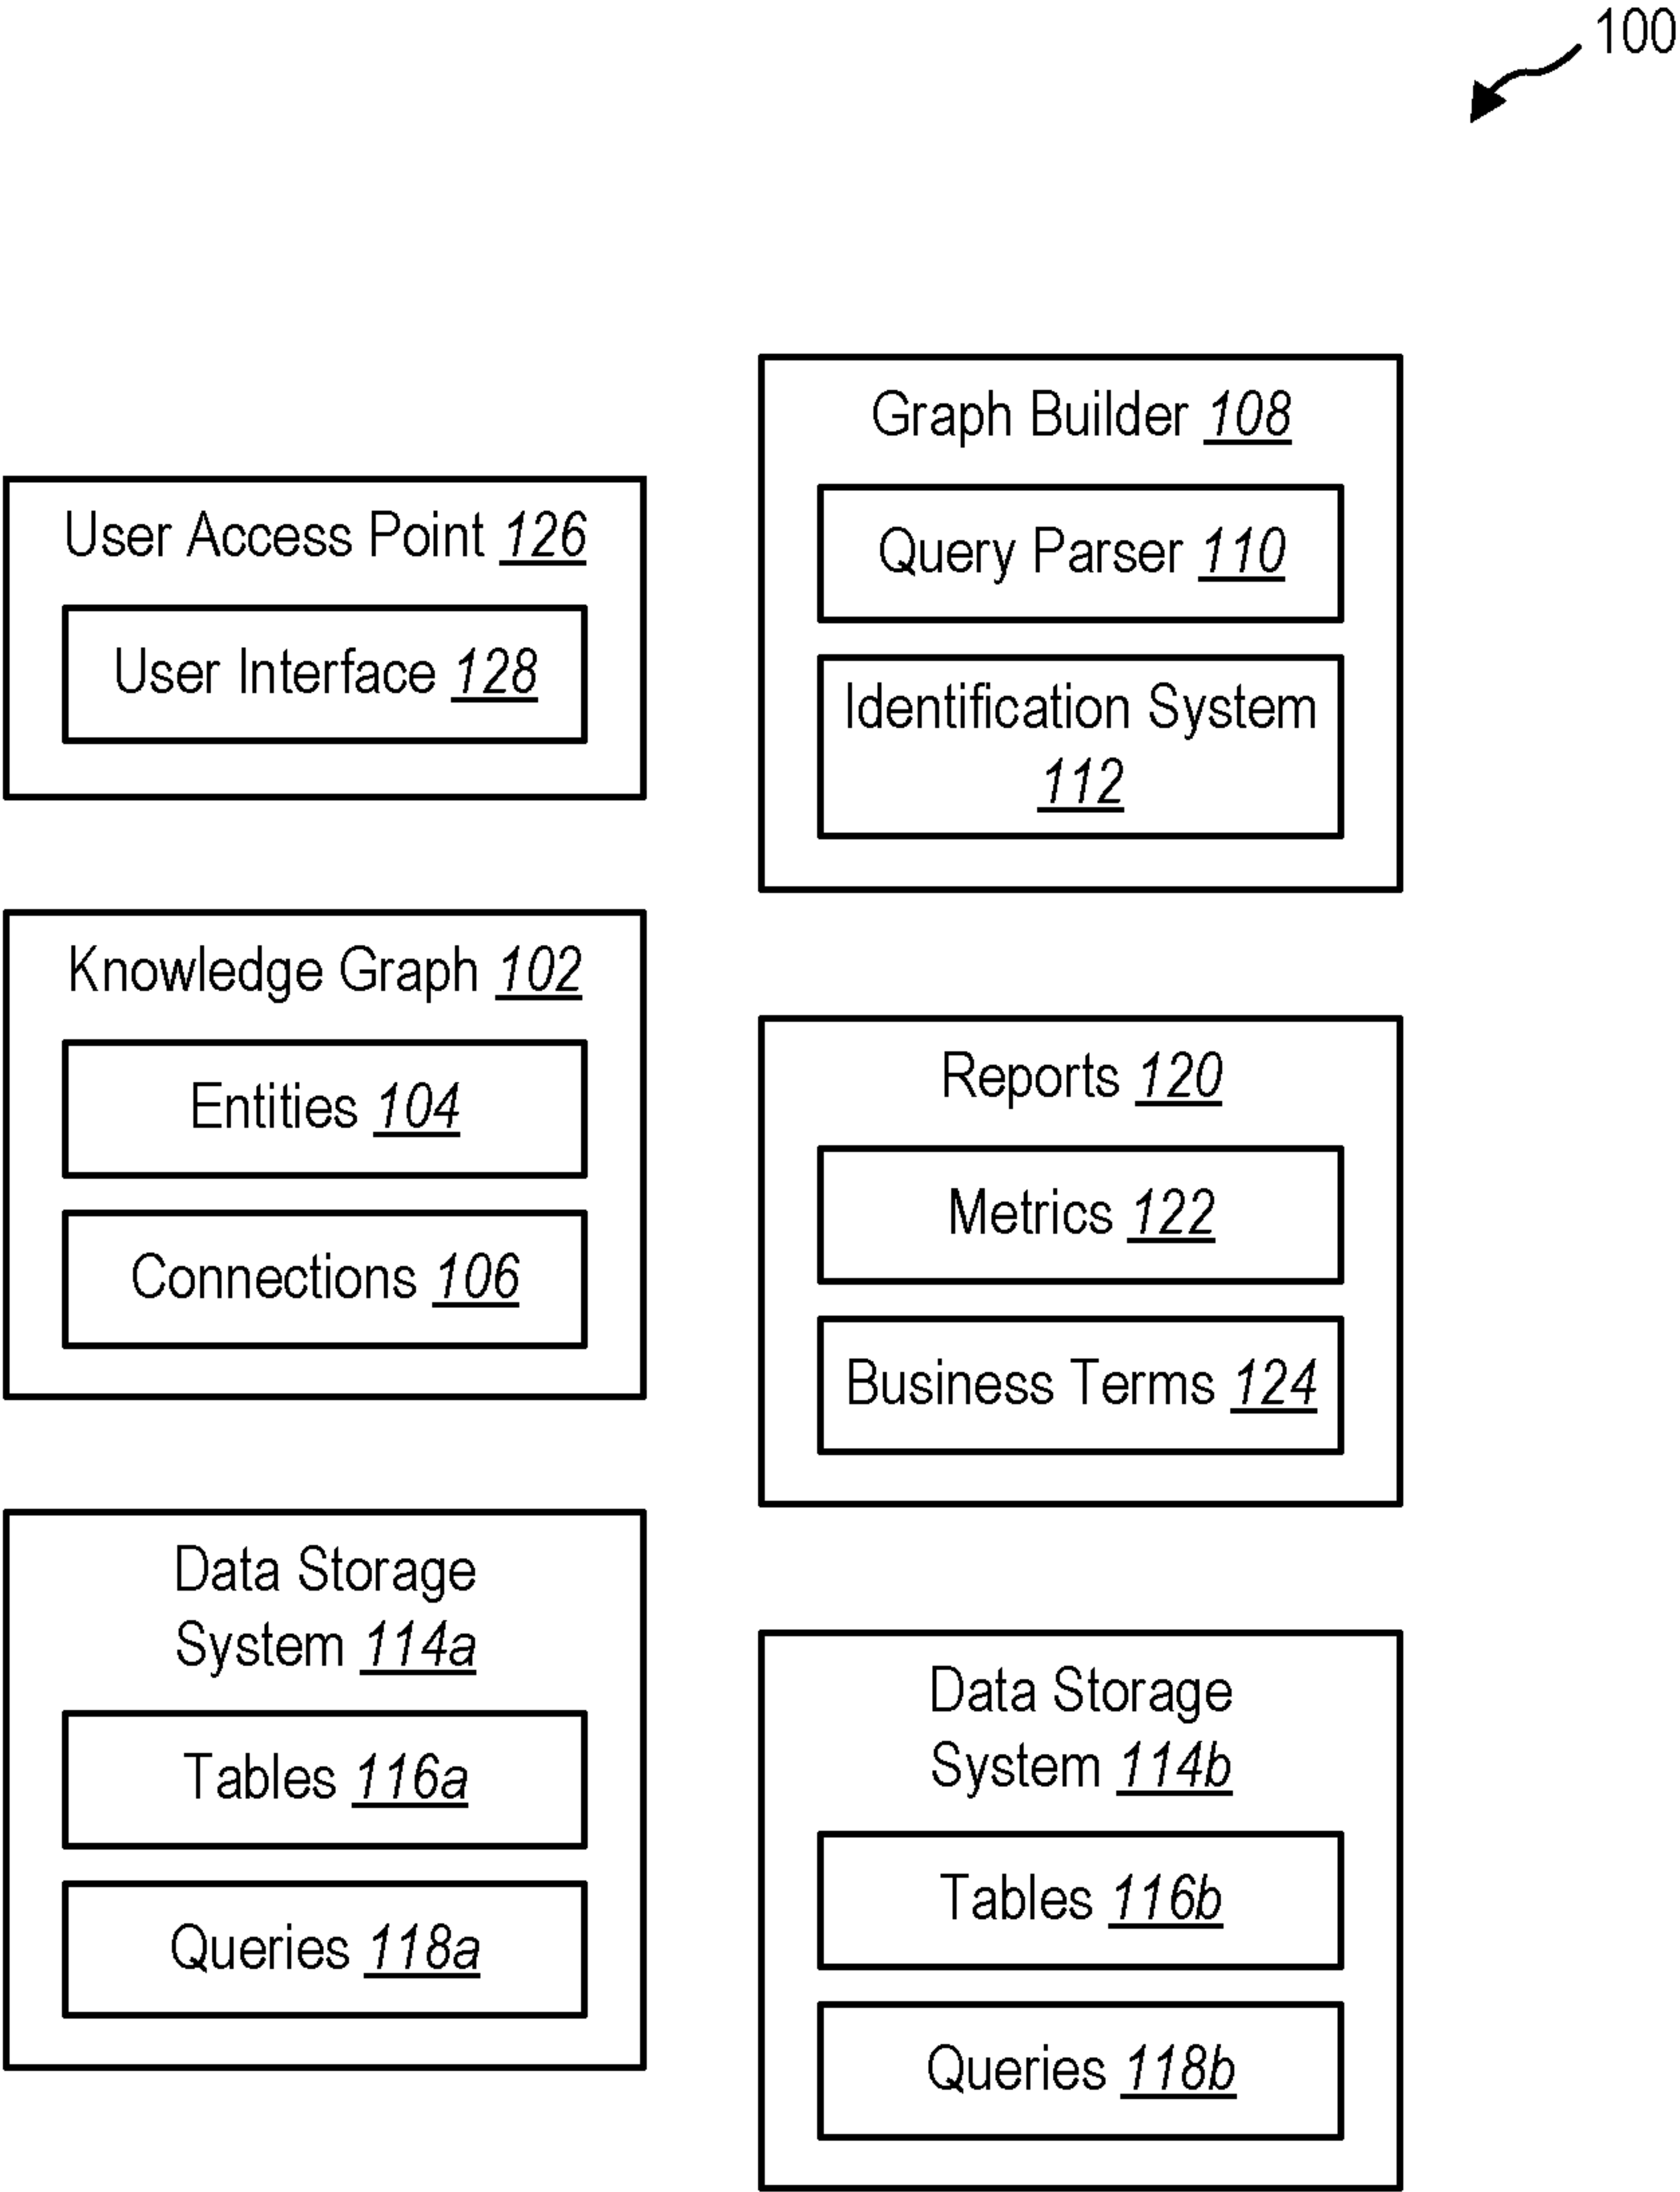 100
User Access Point 126
User Interface 128
Knowledge Graph 102
Entities 104
Connections 106
Data Storage
System 114a
Tables 116a
Queries 118a
Graph Builder 108
Query Parser 110
Identification System
112
Reports 120
Metrics 122
Business Terms 124
Data Storage
System 114b
Tables 116b
Queries 118b